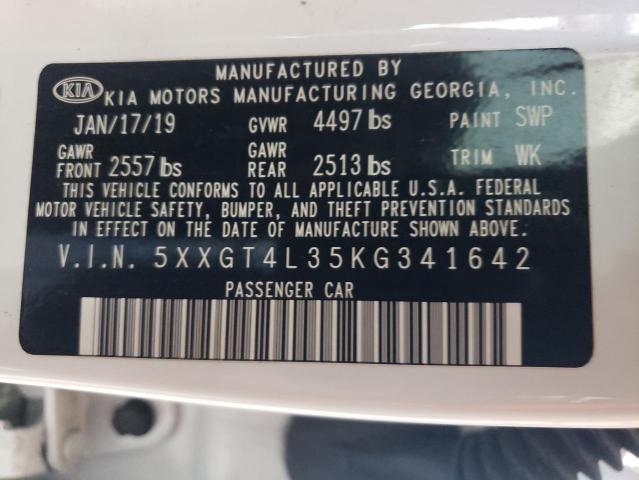 MANUFACTURED BY
KIA KIA MOTORS MANUFACTURING GEORGIA, INC.
JAN/17/19 GVWR 4497 lbs PAINT SWP
GAWR FRONT 2557 lbs GAWR REAR 2513 lbs TRIM WK
THIS VEHICLE CONFORMS TO ALL APPLICABLE U.S.A. FEDERAL
MOTOR VEHICLE SAFETY, BUMPER, AND THEFT PREVENTION STANDARDS
IN EFFECT ON THE DATE OF MANUFACTURE SHOWN ABOVE.
V.I.N. 5XXGT4L35KG341642
PASSENGER CAR